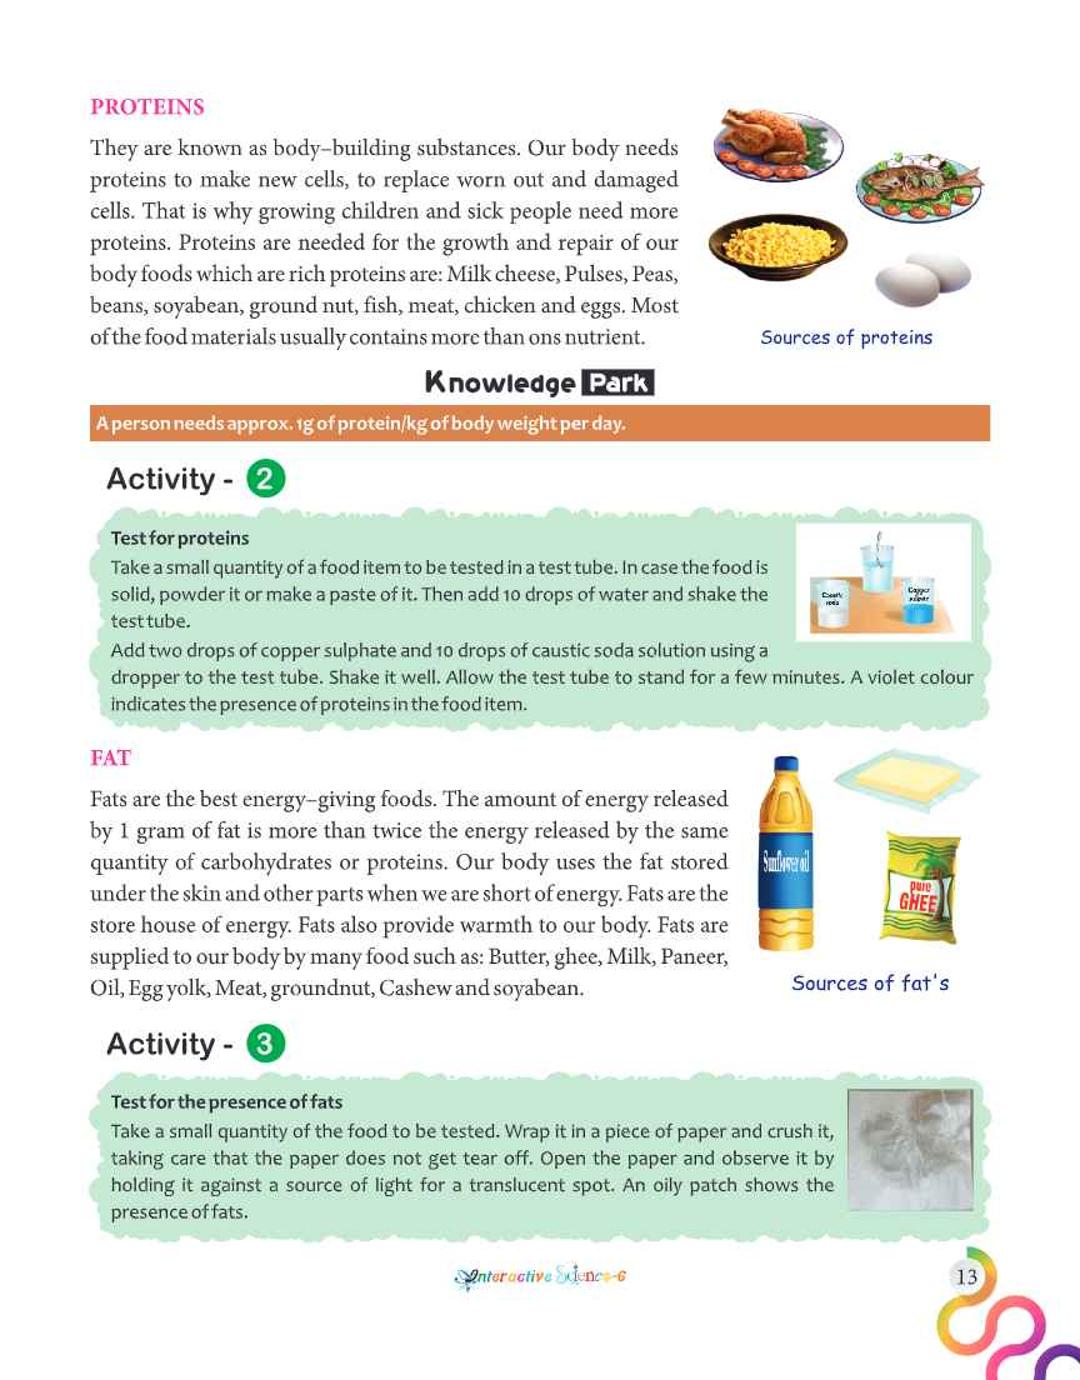 PROTEINS
They are known as body–building substances. Our body needs
proteins to make new cells, to replace worn out and damaged
cells. That is why growing children and sick people need more
proteins. Proteins are needed for the growth and repair of our
body foods which are rich proteins are: Milk cheese, Pulses, Peas,
beans, soyabean, ground nut, fish, meat, chicken and eggs. Most
of the food materials usually contains more than ons nutrient.
Sources of proteins
Knowledge Park
A person needs approx. 1g of protein/kg of body weight per day.
Activity - 2
Test for proteins
Take a small quantity of a food item to be tested in a test tube. In case the food is
solid, powder it or make a paste of it. Then add 10 drops of water and shake the
test tube.
Add two drops of copper sulphate and 10 drops of caustic soda solution using a
dropper to the test tube. Shake it well. Allow the test tube to stand for a few minutes. A violet colour
indicates the presence of proteins in the food item.
Caustic
soda
Copper
sulphate
FAT
Fats are the best energy–giving foods. The amount of energy released
by 1 gram of fat is more than twice the energy released by the same
quantity of carbohydrates or proteins. Our body uses the fat stored
under the skin and other parts when we are short of energy. Fats are the
store house of energy. Fats also provide warmth to our body. Fats are
supplied to our body by many food such as: Butter, ghee, Milk, Paneer,
Oil, Egg yolk, Meat, groundnut, Cashew and soyabean.
Sunflower oil
pure
GHEE
Sources of fat's
Activity - 3
Test for the presence of fats
Take a small quantity of the food to be tested. Wrap it in a piece of paper and crush it,
taking care that the paper does not get tear off. Open the paper and observe it by
holding it against a source of light for a translucent spot. An oily patch shows the
presence of fats.
Interactive Science-6
13